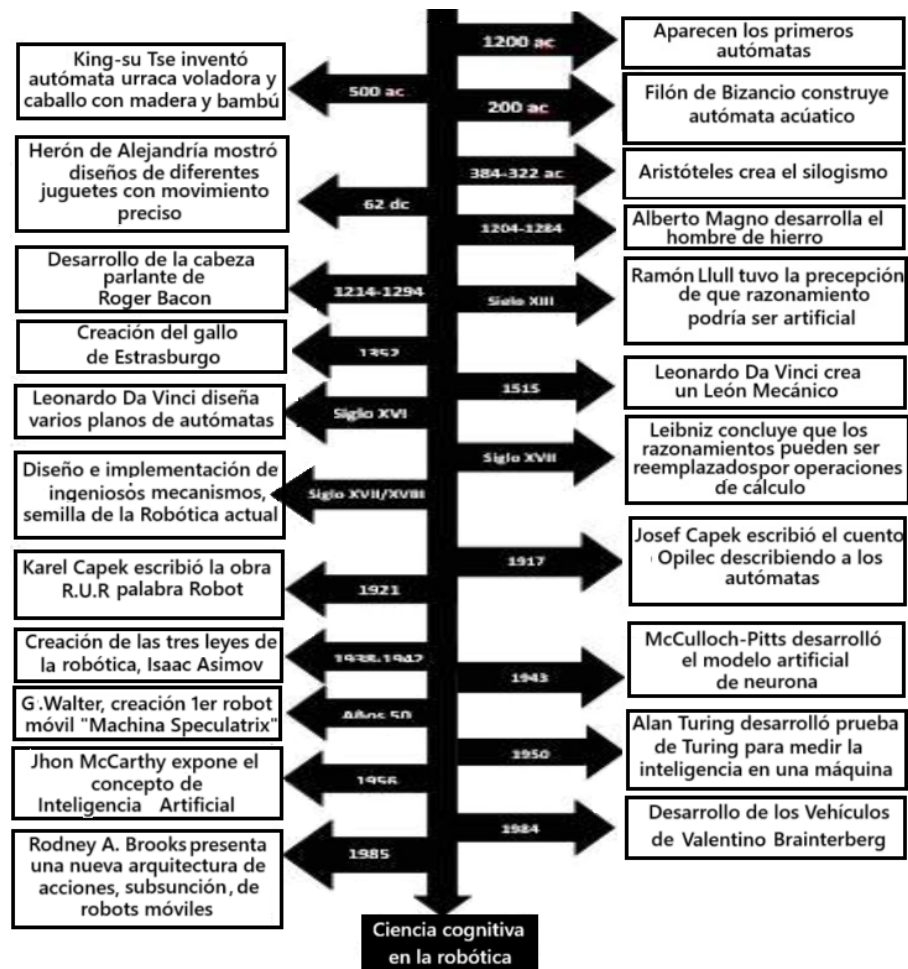 1200 ac
Aparecen los primeros
autómatas
King-su Tse inventó
autómata urraca voladora y
caballo con madera y bambú
500 ac
200 ac
Filón de Bizancio construye
autómata acúatico
Herón de Alejandría mostró
diseños de diferentes
juguetes con movimiento
preciso
62 dc
384-322 ac
Aristóteles crea el silogismo
1204-1284
Alberto Magno desarrolla el
hombre de hierro
Desarrollo de la cabeza
parlante de
Roger Bacon
1214-1294
Siglo XIII
Ramón Llull tuvo la precepción
de que razonamiento
podría ser artificial
Creación del gallo
de Estrasburgo
1352
1515
Leonardo Da Vinci crea
un León Mecánico
Leonardo Da Vinci diseña
varios planos de autómatas
Siglo XVI
Siglo XVII
Leibniz concluye que los
razonamientos pueden ser
reemplazadospor operaciones
de cálculo
Diseño e implementación de
ingeniosos mecanismos,
semilla de la Robótica actual
Siglo XVII/XVIII
1917
Josef Capek escribió el cuento
Opilec describiendo a los
autómatas
Karel Capek escribió la obra
R.U.R palabra Robot
1921
Creación de las tres leyes de
la robótica, Isaac Asimov
1943
McCulloch-Pitts desarrolló
el modelo artificial
de neurona
G.Walter, creación 1er robot
móvil "Machina Speculatrix"
Años 50
1950
Alan Turing desarrolló prueba
de Turing para medir la
inteligencia en una máquina
Jhon McCarthy expone el
concepto de
Inteligencia Artificial
1956
1984
Desarrollo de los Vehículos
de Valentino Brainterberg
Rodney A. Brooks presenta
una nueva arquitectura de
acciones, subsunción, de
robots móviles
1985
Ciencia cognitiva
en la robótica